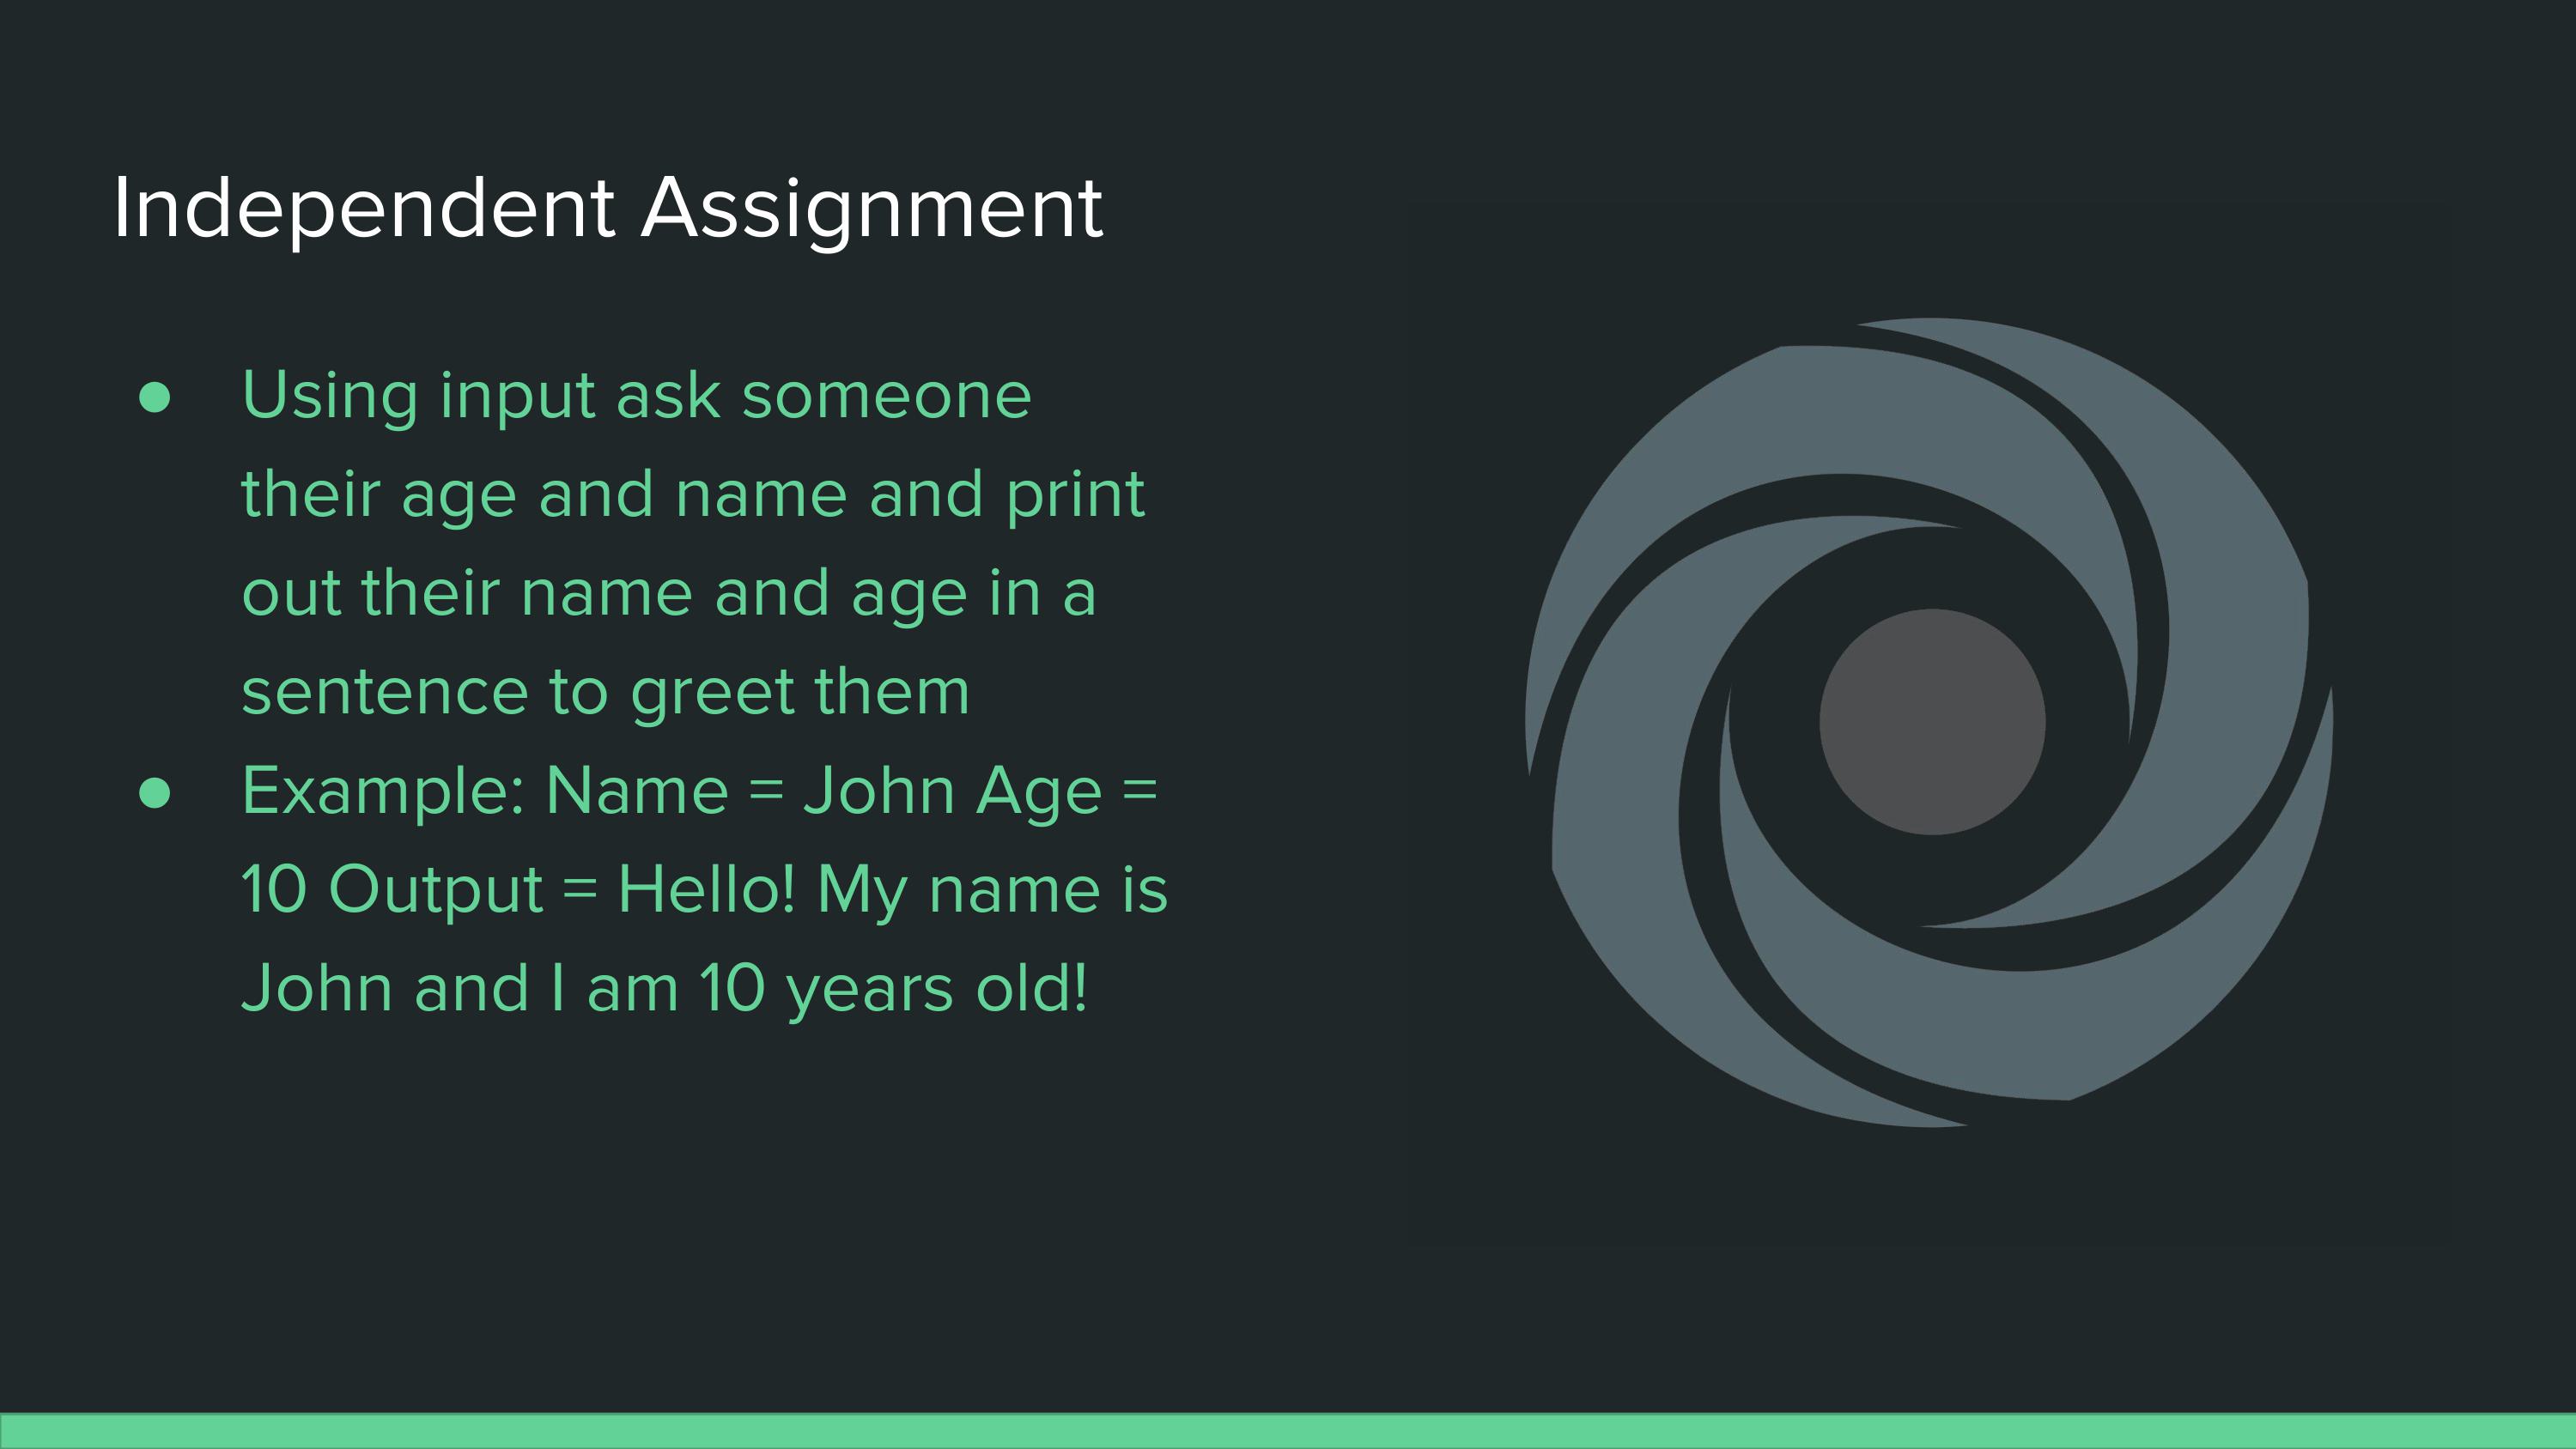 Independent Assignment
● Using input ask someone
their age and name and print
out their name and age in a
sentence to greet them
● Example: Name = John Age =
10 Output = Hello! My name is
John and I am 10 years old!